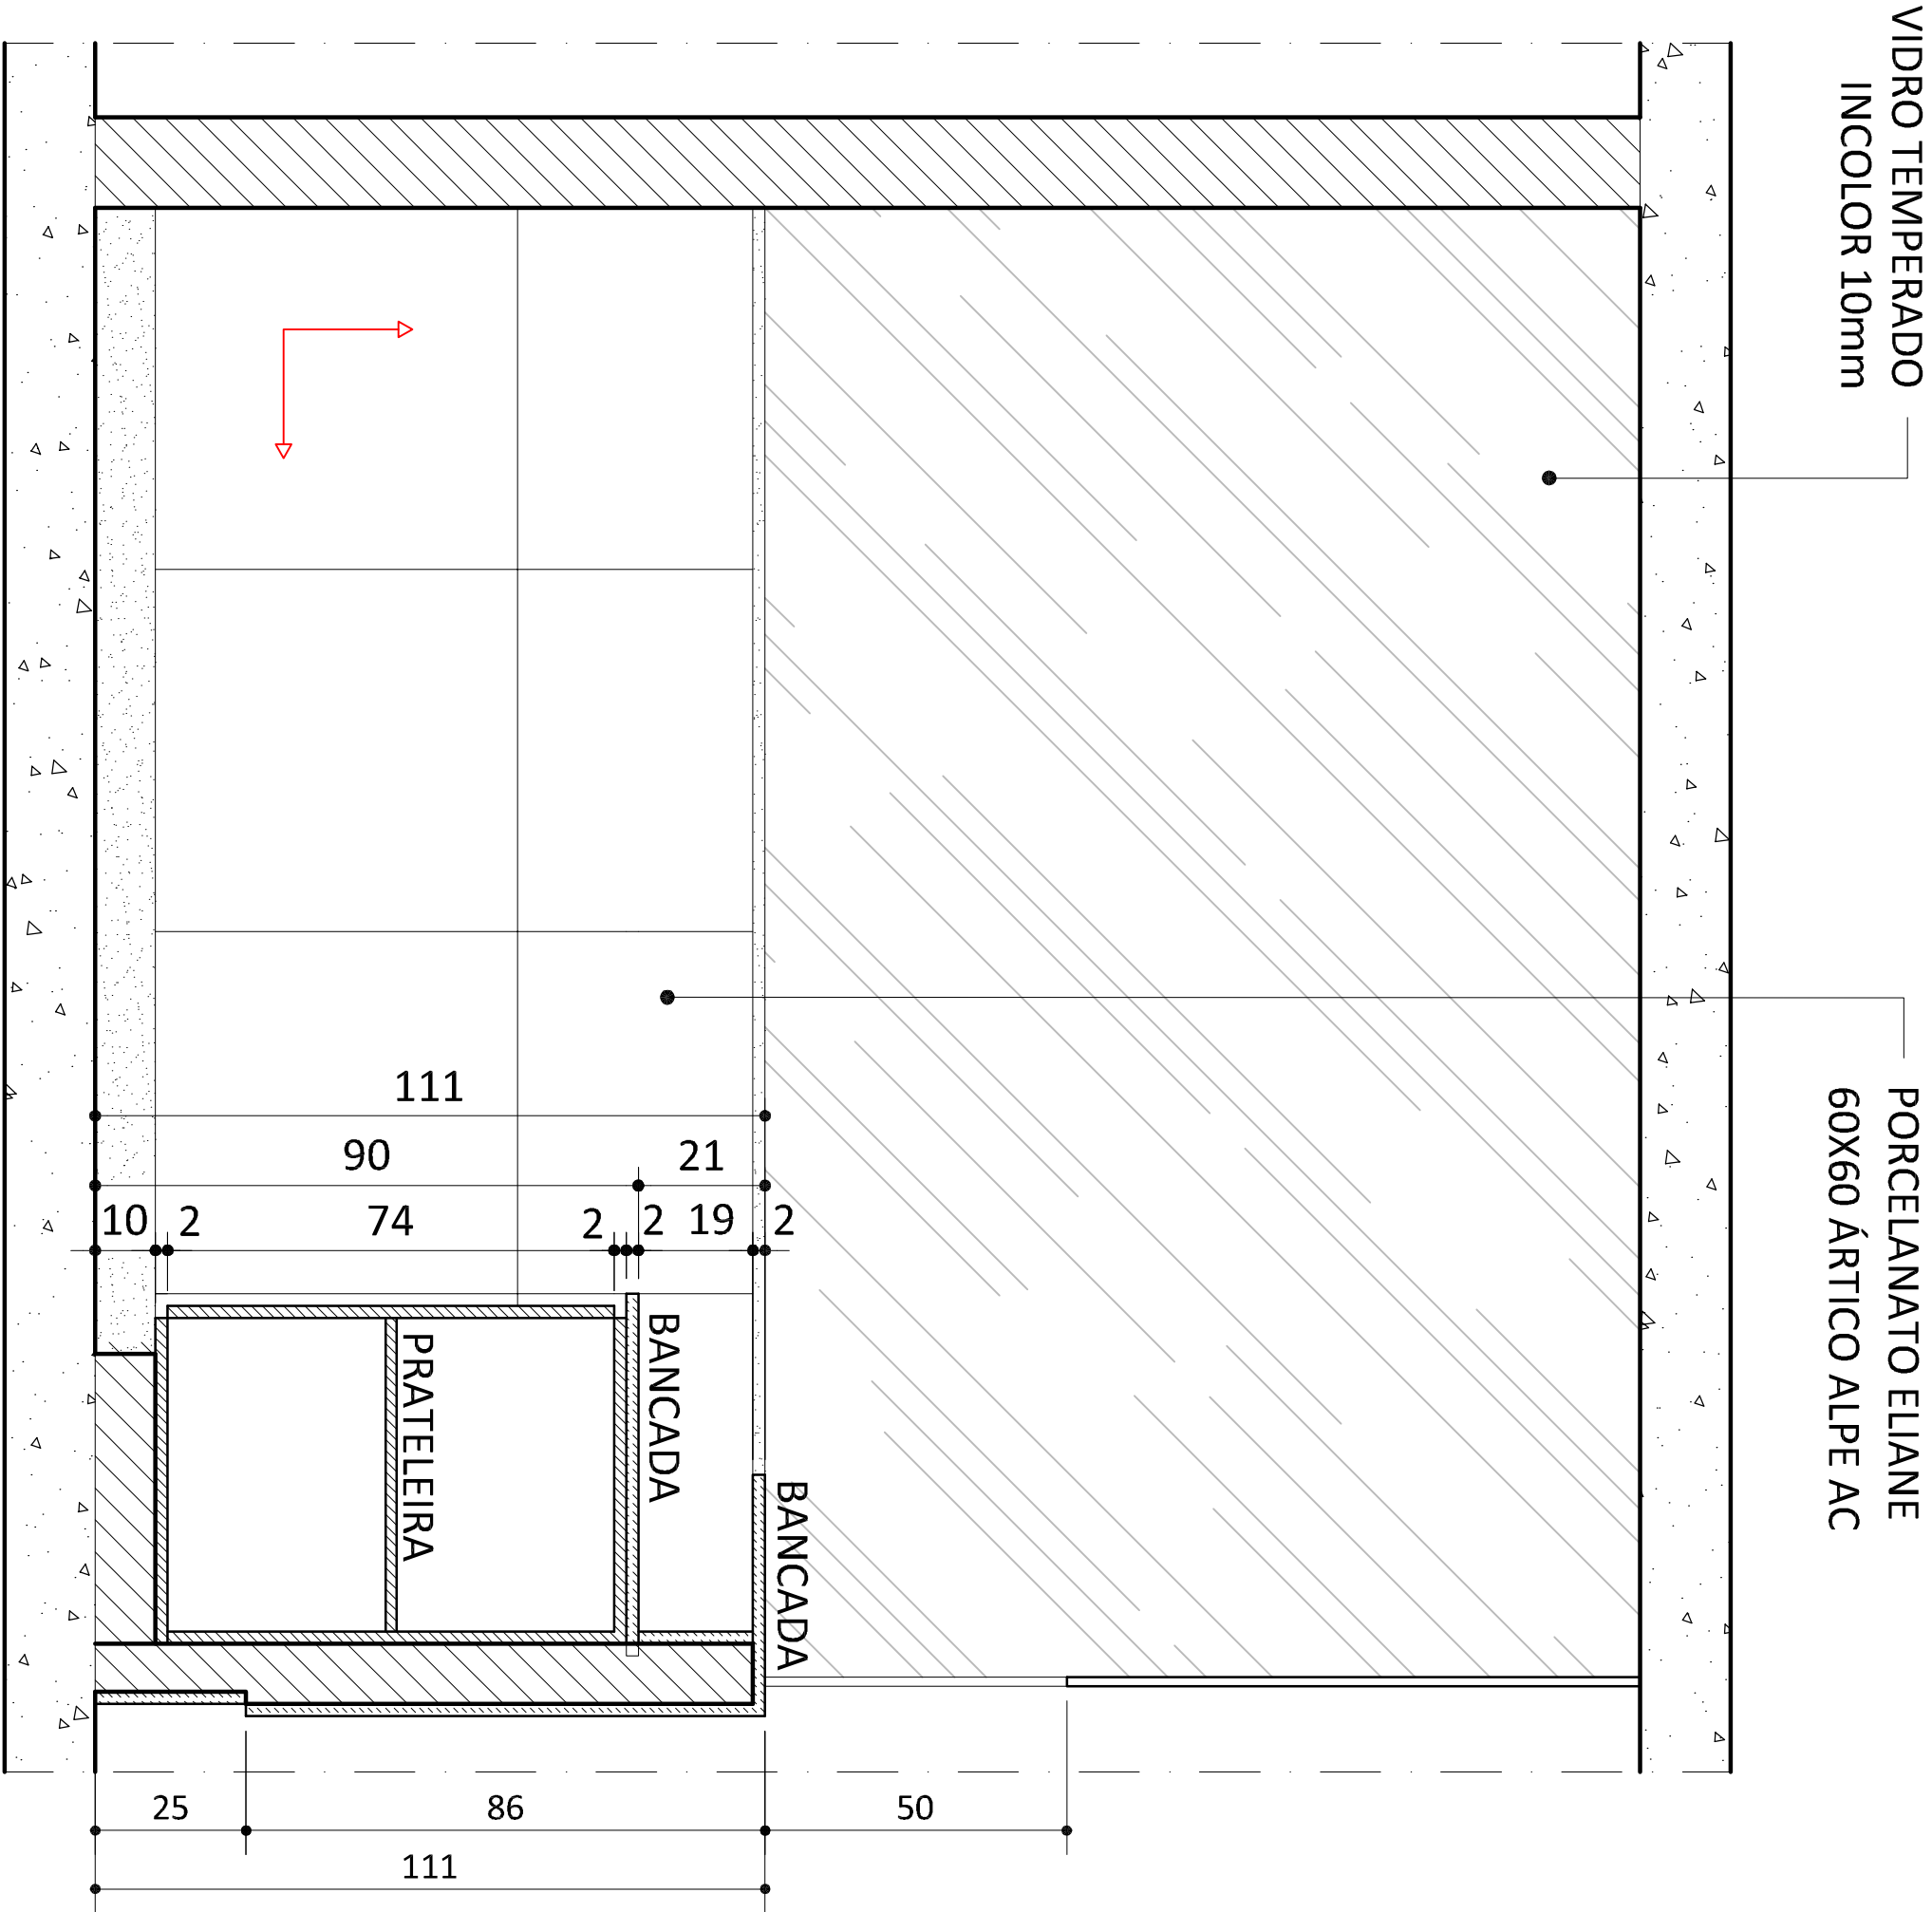 VIDRO TEMPERADO
INCOLOR 10mm
PORCELANATO ELIANE
60X60 ÁRTICO ALPE AC
111
90
21
10
2
74
2
2
19
2
BANCADA
PRATELEIRA
BANCADA
25
86
50
111